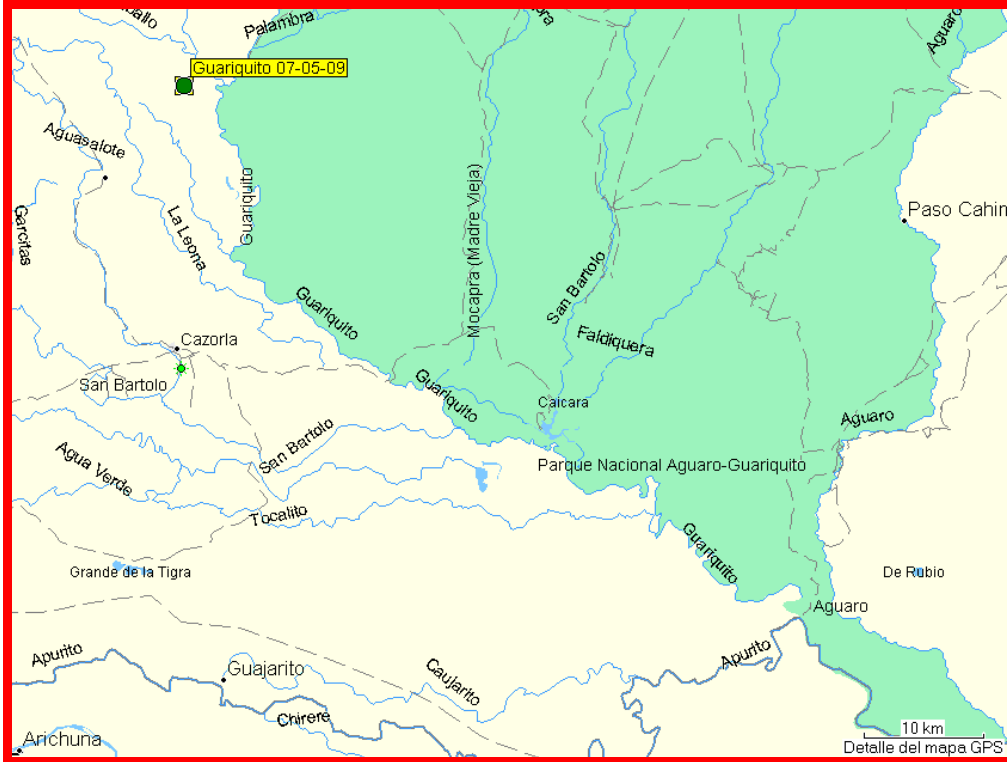 aballo
Palambra
Aguaro
Guariquito 07-05-09
Aguasalote
Garcitas
La Leona
Guariquito
Mocapra (Madre Vieja)
Paso Cahin
San Bartolo
Guariquito
Faldiquera
Cazorla
San Bartolo
Guariquito
Caicara
Aguaro
San Bartolo
Agua Verde
Parque Nacional Aguaro-Guariquito
Tocalito
Guariquito
Grande de la Tigra
De Rubio
Aguaro
Apurito
Guajarito
Caujarito
Apurito
Chirere
Arichuna
10 km
Detalle del mapa GPS